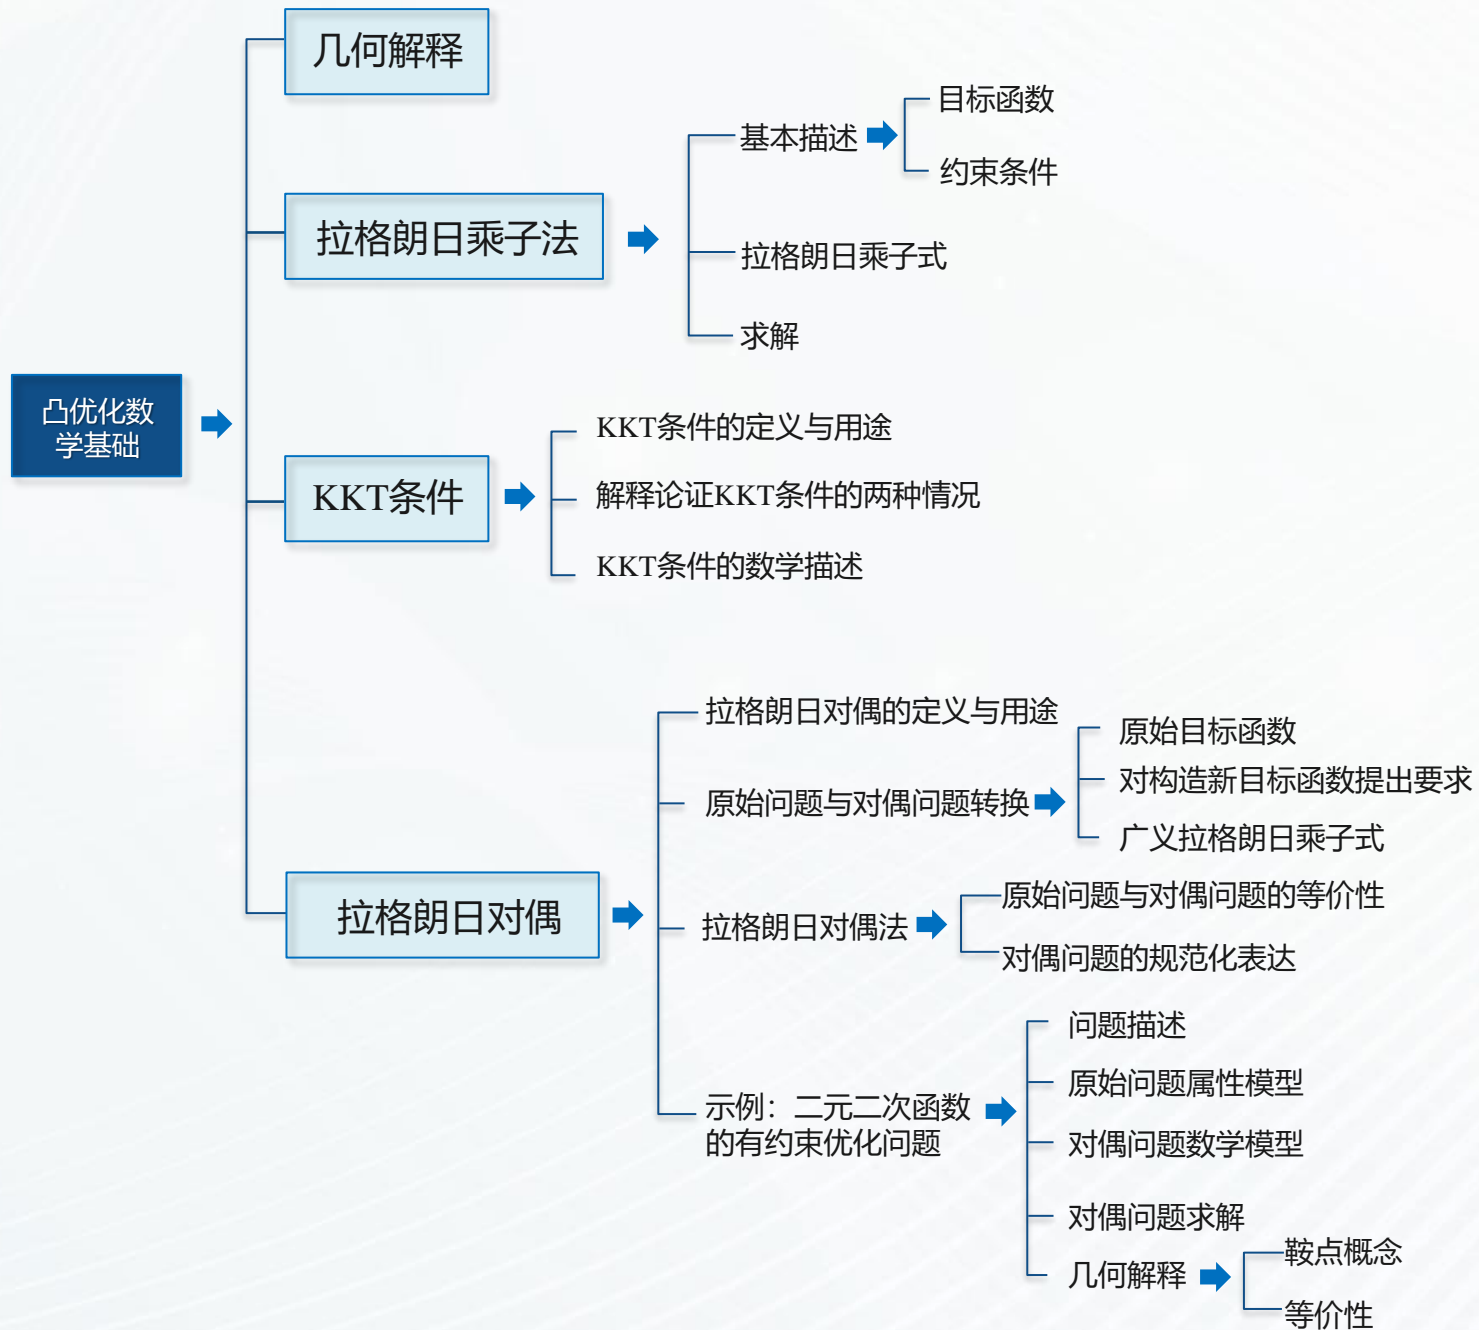 几何解释
目标函数
基本描述
约束条件
拉格朗日乘子法
拉格朗日乘子式
求解
凸优化数
学基础
KKT条件的定义与用途
KKT条件
解释论证KKT条件的两种情况
KKT条件的数学描述
拉格朗日对偶的定义与用途
原始目标函数
原始问题与对偶问题转换
对构造新目标函数提出要求
广义拉格朗日乘子式
拉格朗日对偶
原始问题与对偶问题的等价性
拉格朗日对偶法
对偶问题的规范化表达
问题描述
原始问题属性模型
示例：二元二次函数
的有约束优化问题
对偶问题数学模型
对偶问题求解
几何解释
鞍点概念
等价性